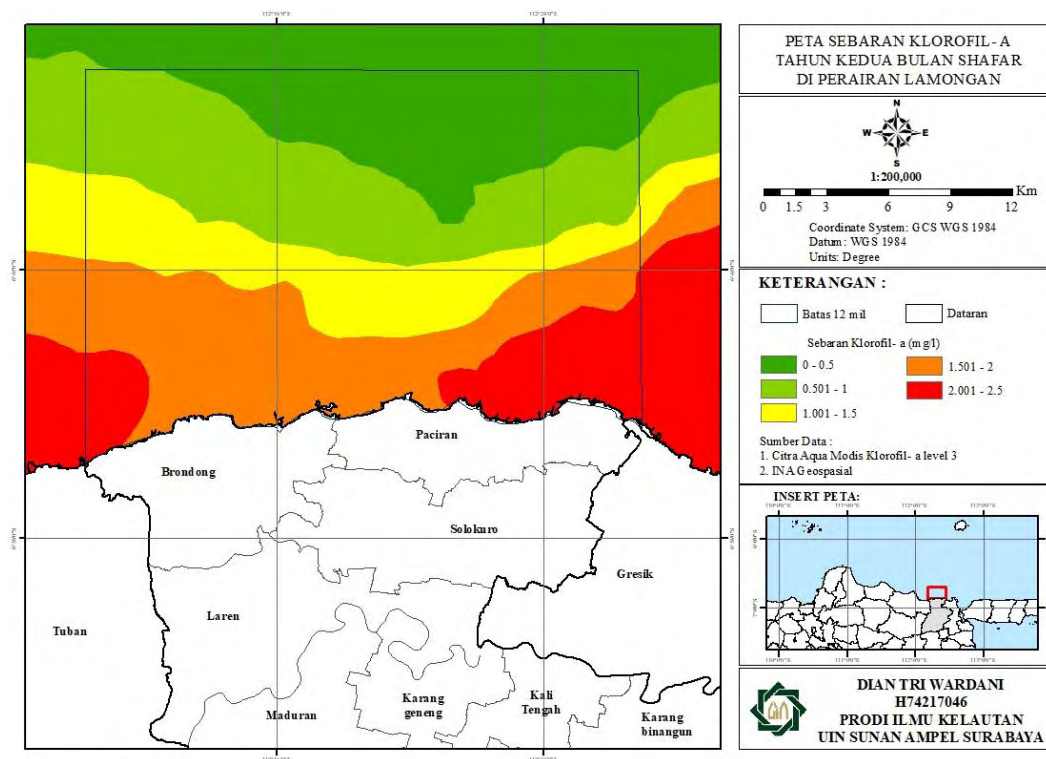 PETA SEBARAN KLOROFIL- A
TAHUN KEDUA BULAN SHAFAR
DI PERAIRAN LAMONGAN
N
W E
S
1:200,000
Km
0 1.5 3 6 9 12
Coordinate System: GCS WGS 1984
Datum : WGS 1984
Units: Degree
KETERANGAN :
Batas 12 mil
Dataran
Sebaran Klorofil- a (mg/l)
0 - 0.5
0.501 - 1
1.001 - 1.5
1.501 - 2
2.001 - 2.5
Sumber Data :
1. Citra Aqua Modis Klorofil- a level 3
2. INA Geospasial
INSERT PETA:
DIAN TRI WARDANI
H74217046
PRODI ILMU KELAUTAN
UIN SUNAN AMPEL SURABAYA
Paciran
Brondong
Solokuro
Gresik
Laren
Tuban
Karang
geneng
Kali
Tengah
Maduran
Karang
binangun